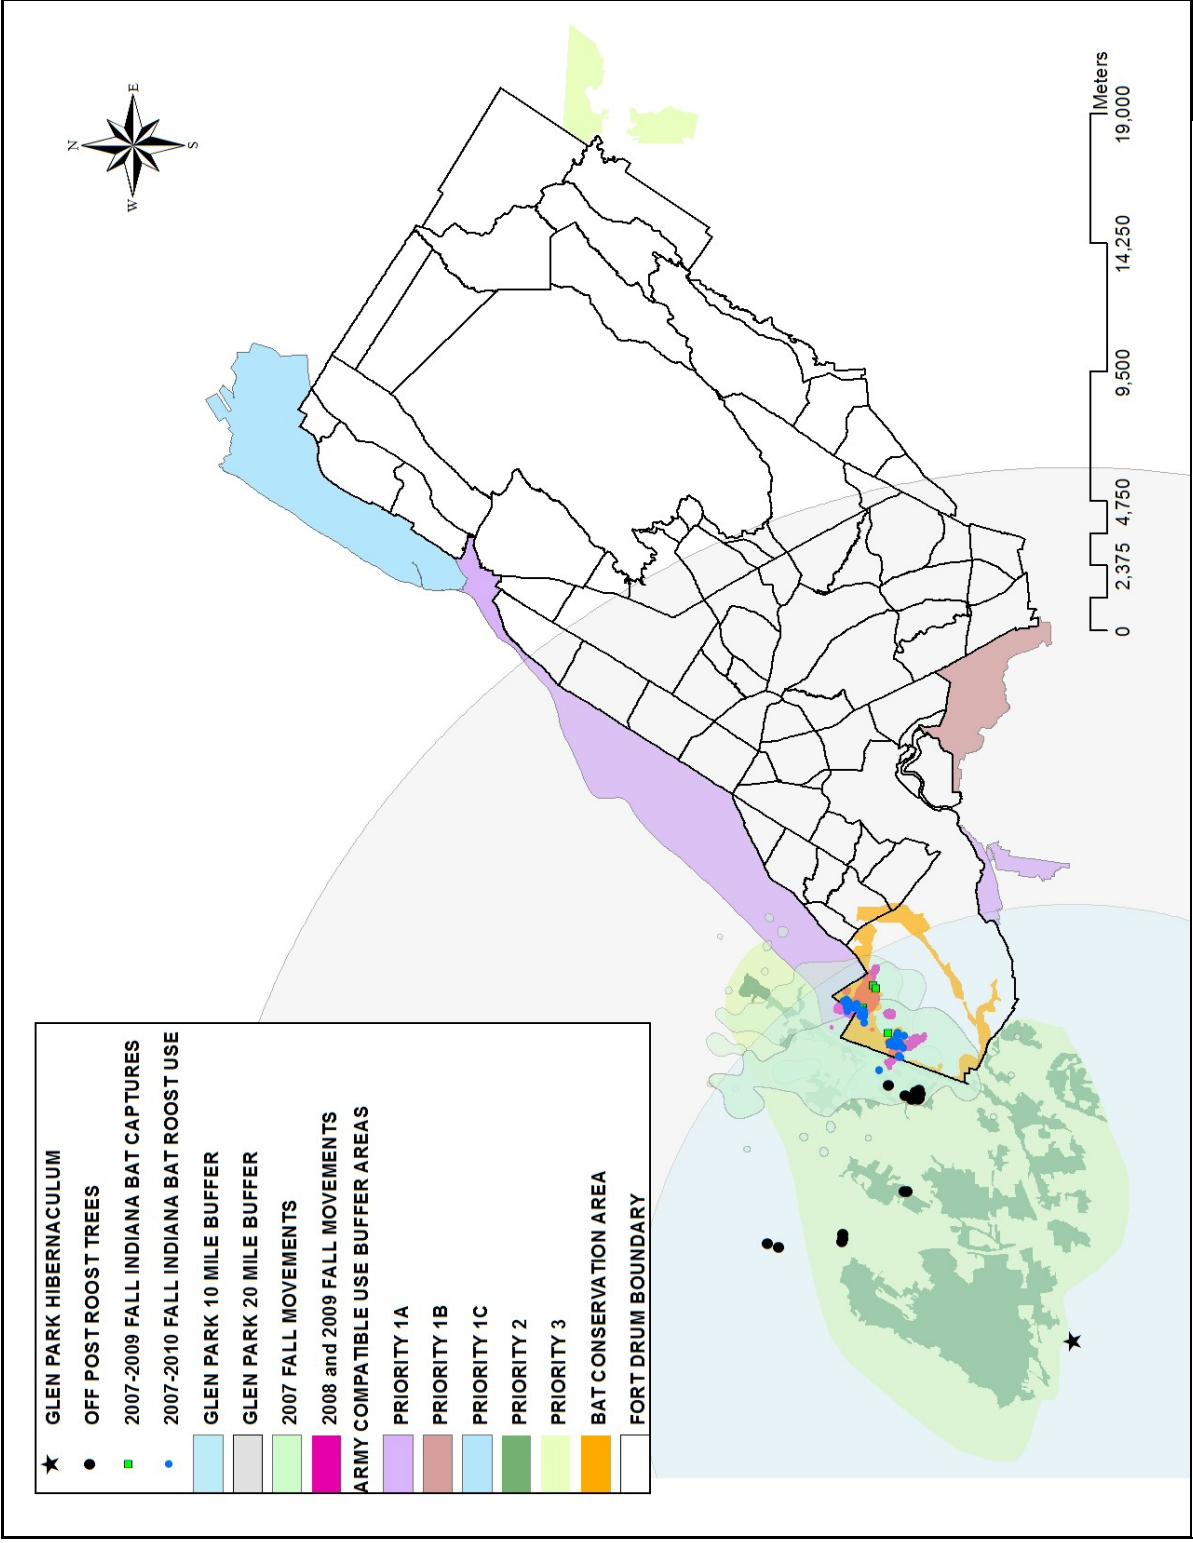 N
W
E
S
GLEN PARK HIBERNACULUM
OFF POST ROOST TREES
2007-2009 FALL INDIANA BAT CAPTURES
2007-2010 FALL INDIANA BAT ROOST USE
GLEN PARK 10 MILE BUFFER
GLEN PARK 20 MILE BUFFER
2007 FALL MOVEMENTS
2008 and 2009 FALL MOVEMENTS
ARMY COMPATIBLE USE BUFFER AREAS
PRIORITY 1A
PRIORITY 1B
PRIORITY 1C
PRIORITY 2
PRIORITY 3
BAT CONSERVATION AREA
FORT DRUM BOUNDARY
0 2,375 4,750 9,500 14,250 19,000 Meters